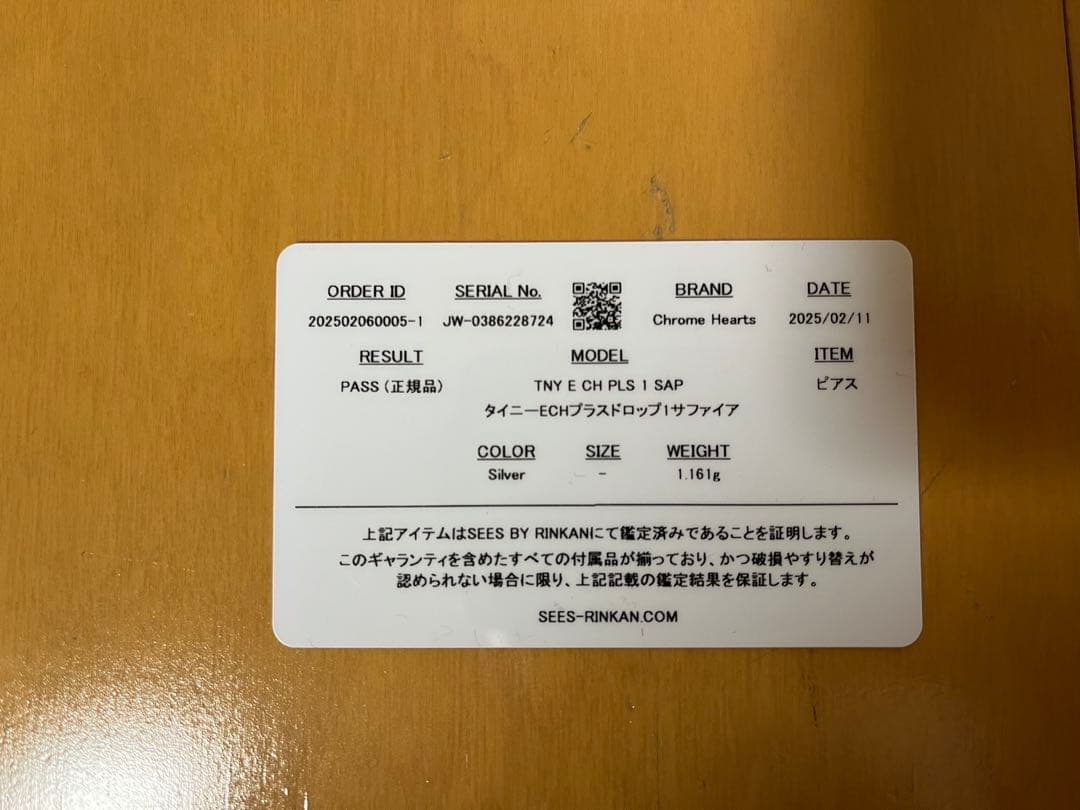 ORDER ID SERIAL No. BRAND DATE
202502060005-1 JW-0386228724 Chrome Hearts 2025/02/11
RESULT MODEL ITEM
PASS (正規品) TNY E CH PLS 1 SAP ピアス
タイニーECHプラスドロップ1サファイア
COLOR SIZE WEIGHT
Silver - 1.161g
上記アイテムはSEES BY RINKANにて鑑定済みであることを証明します。
このギャランティを含めたすべての付属品が揃っており、かつ破損やすり替えが
認められない場合に限り、上記記載の鑑定結果を保証します。
SEES-RINKAN.COM